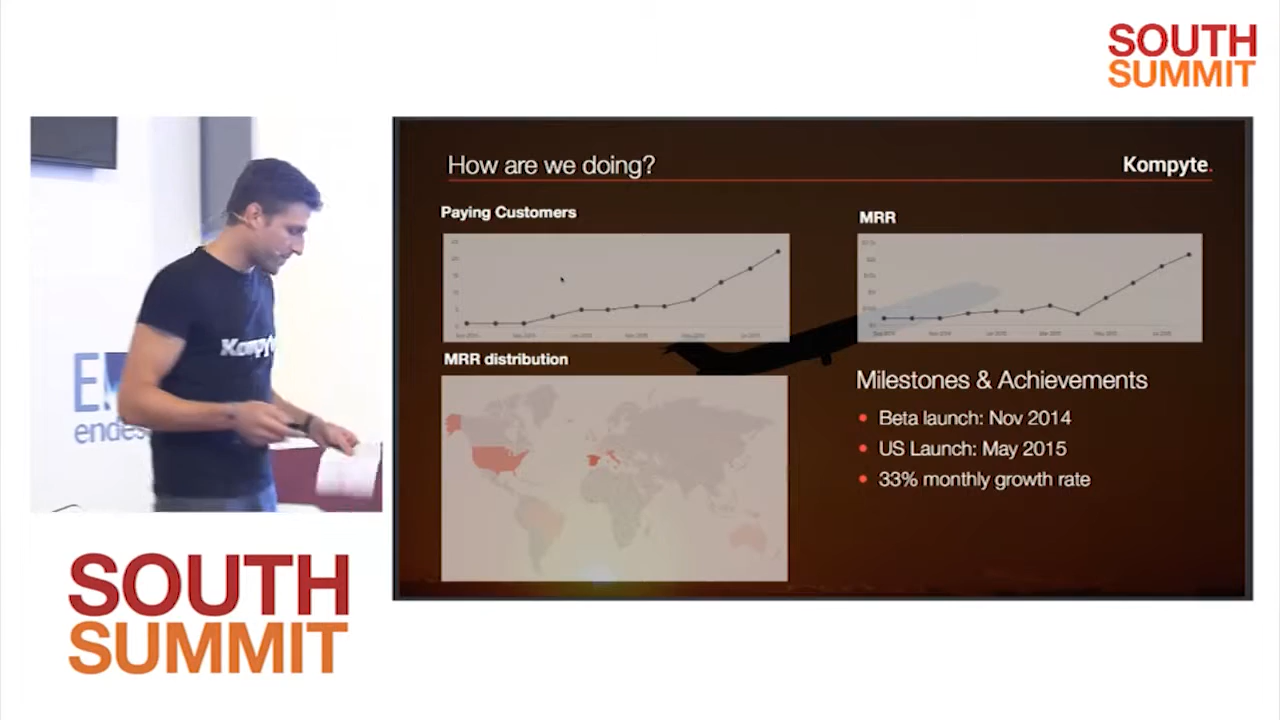 SOUTH
SUMMIT
How are we doing?
Kompyte.
Paying Customers
MRR
MRR distribution
Milestones & Achievements
• Beta launch: Nov 2014
• US Launch: May 2015
• 33% monthly growth rate
SOUTH
SUMMIT